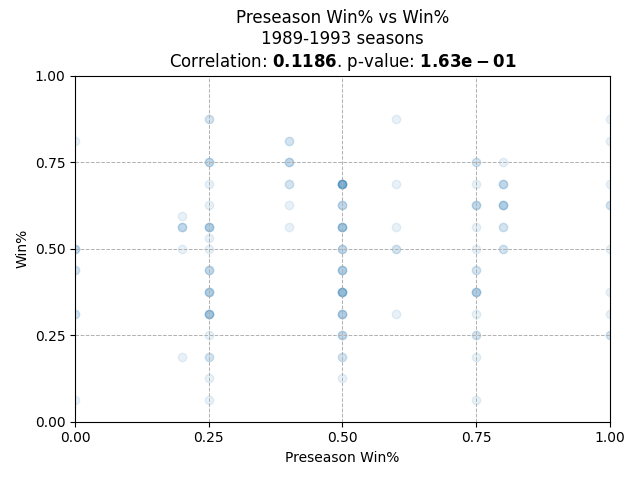 Preseason Win% vs Win%
1989-1993 seasons
Correlation: 0.1186. p-value: 1.63e − 01
1.00
0.75
0.50
0.25
0.00
Win%
0.00 0.25 0.50 0.75 1.00
Preseason Win%